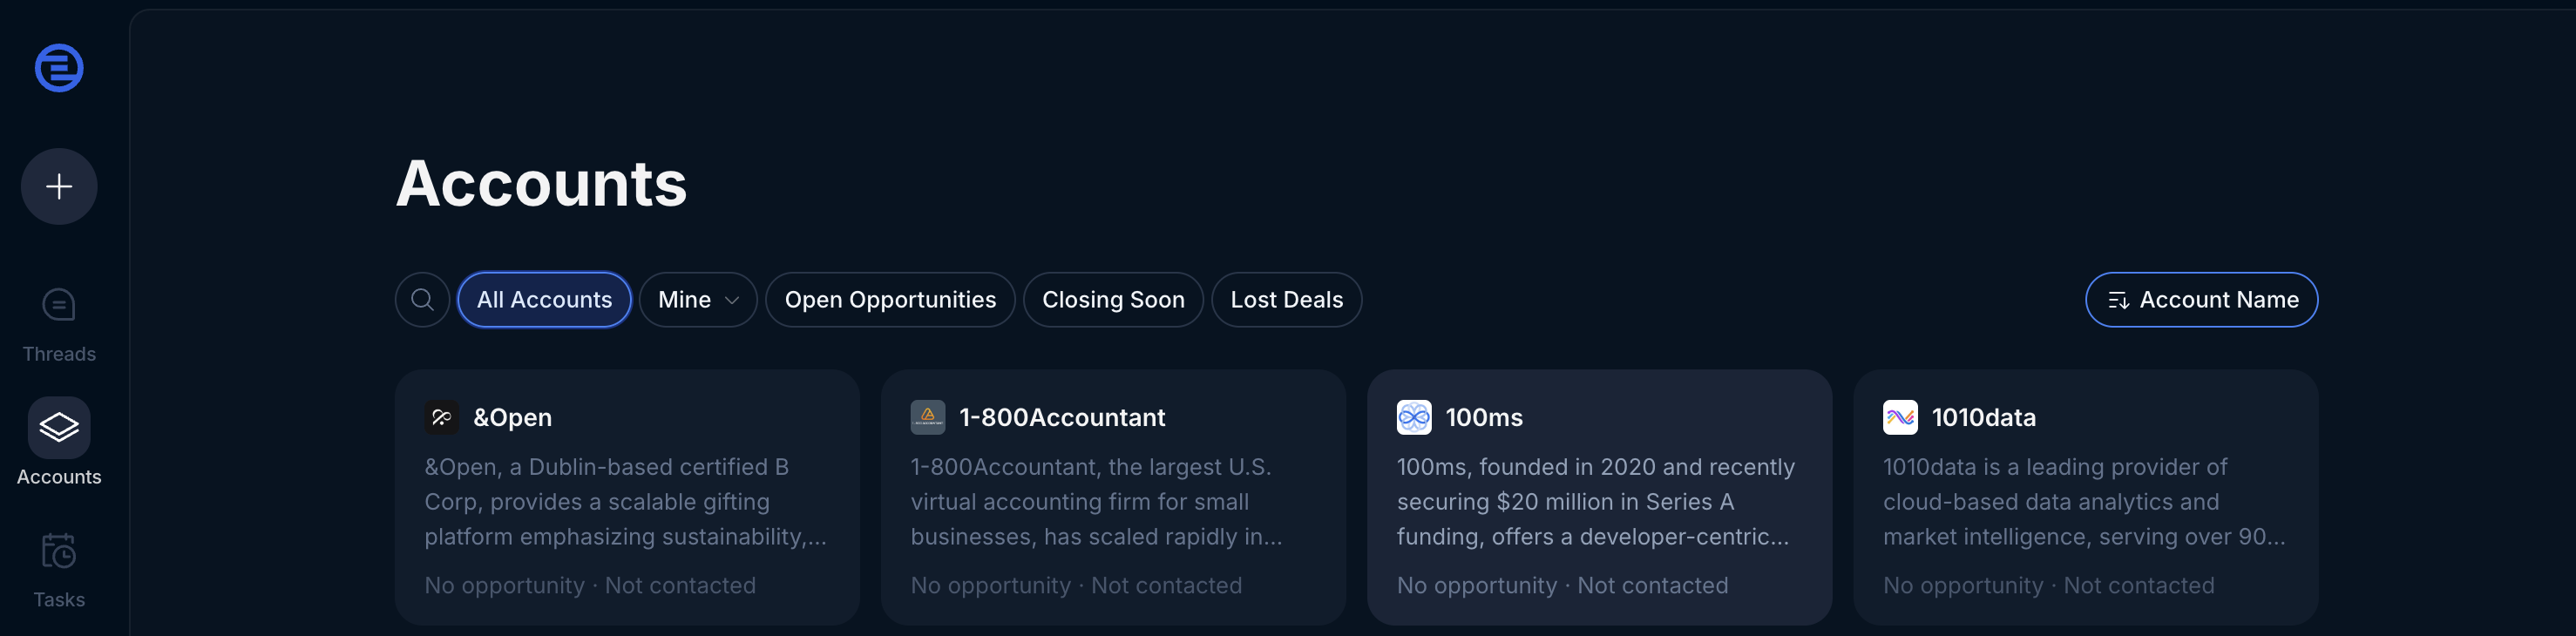 Accounts
All Accounts
Mine
Open Opportunities
Closing Soon
Lost Deals
Account Name
Threads
Accounts
Tasks
&Open
&Open, a Dublin-based certified B
Corp, provides a scalable gifting
platform emphasizing sustainability,...
No opportunity · Not contacted
1-800Accountant
1-800Accountant, the largest U.S.
virtual accounting firm for small
businesses, has scaled rapidly in...
No opportunity · Not contacted
100ms
100ms, founded in 2020 and recently
securing $20 million in Series A
funding, offers a developer-centric...
No opportunity · Not contacted
1010data
1010data is a leading provider of
cloud-based data analytics and
market intelligence, serving over 90...
No opportunity · Not contacted